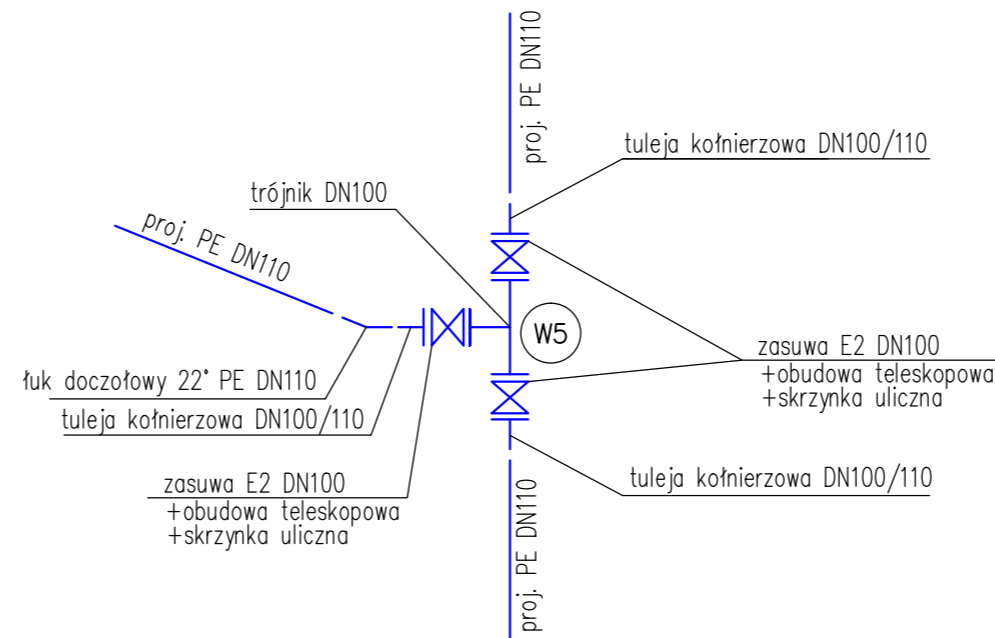 proj. PE DN110
tuleja kołnierzowa DN100/110
trójnik DN100
proj. PE DN110
W5
zasuwa E2 DN100
+obudowa teleskopowa
+skrzynka uliczna
łuk doczołowy 22° PE DN110
tuleja kołnierzowa DN100/110
zasuwa E2 DN100
+obudowa teleskopowa
+skrzynka uliczna
tuleja kołnierzowa DN100/110
proj. PE DN110